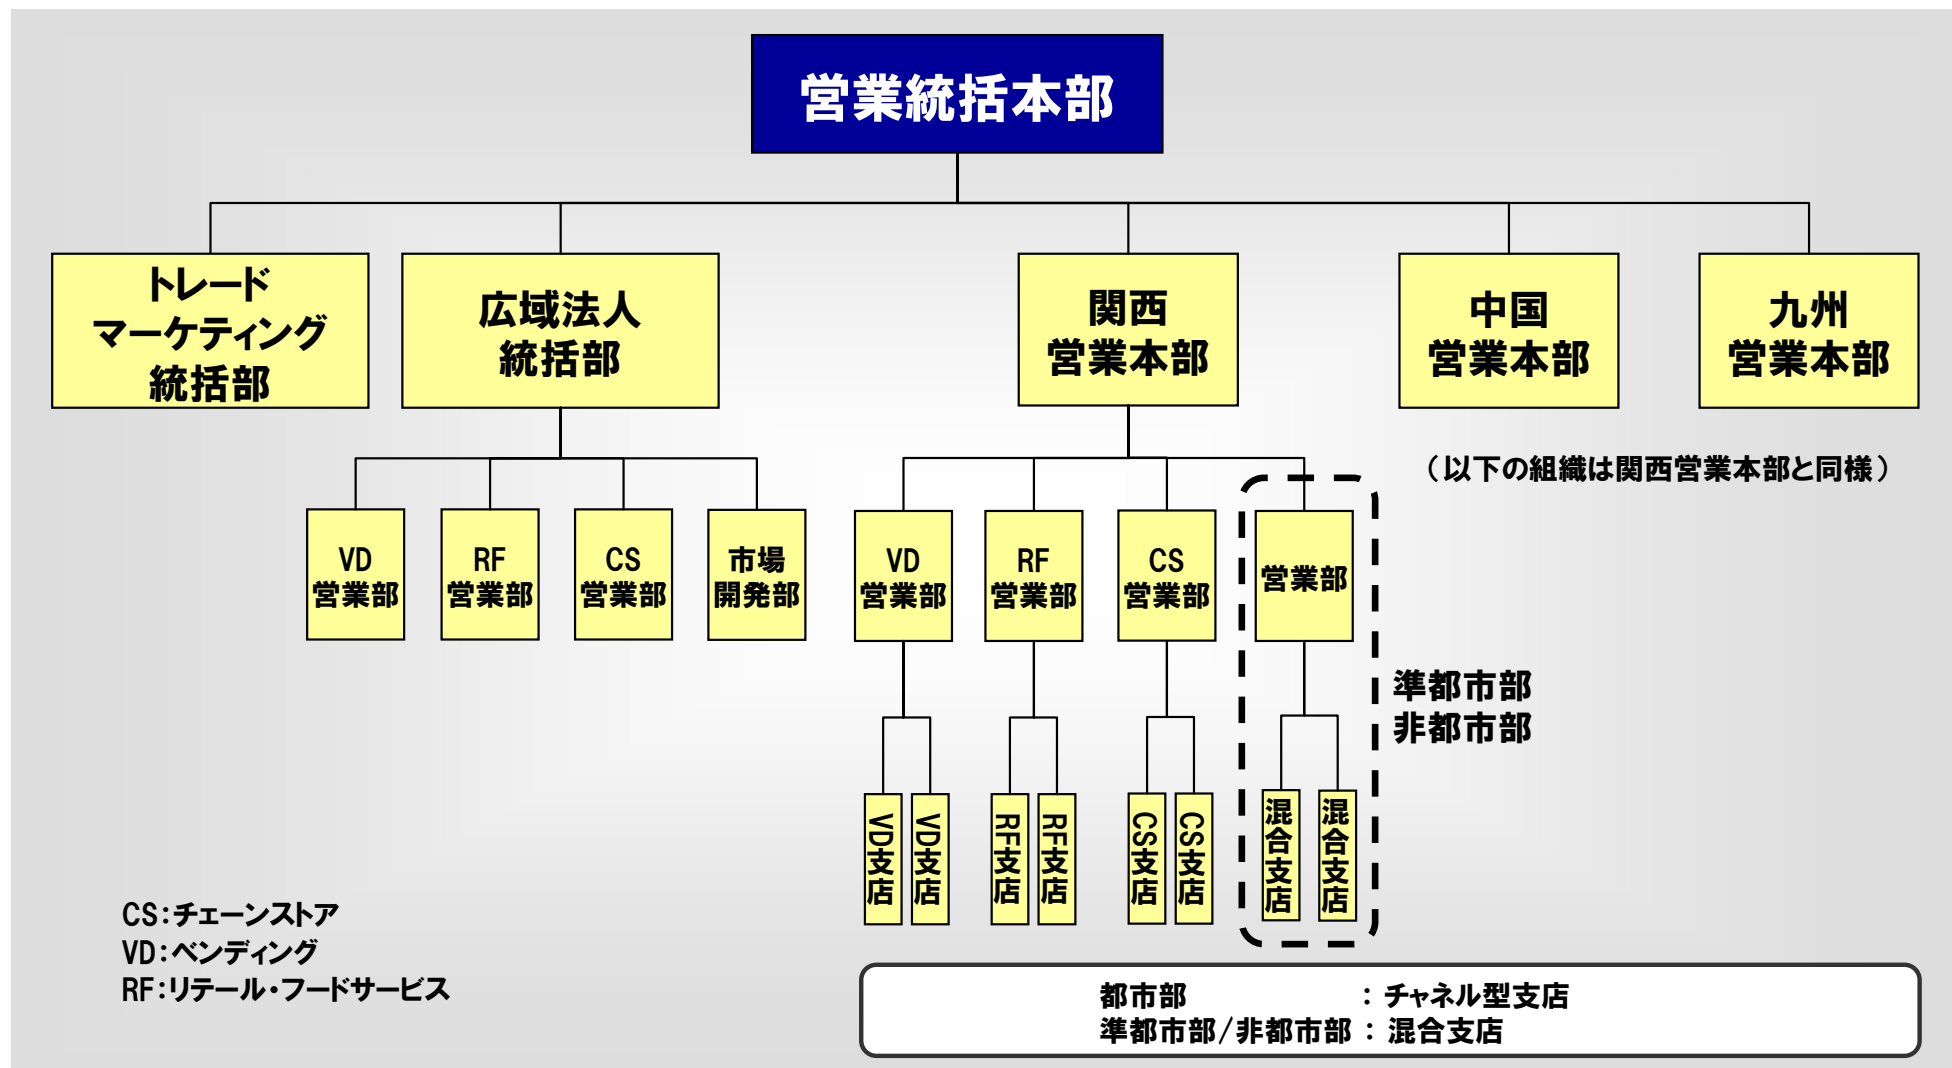 営業統括本部
トレード
マーケティング
統括部
広域法人
統括部
関西
営業本部
中国
営業本部
九州
営業本部
（以下の組織は関西営業本部と同様）
VD
営業部
RF
営業部
CS
営業部
市場
開発部
VD
営業部
RF
営業部
CS
営業部
営業部
準都市部
非都市部
VD支店
VD支店
RF支店
RF支店
CS支店
CS支店
混合支店
混合支店
CS：チェーンストア
VD：ベンディング
RF：リテール・フードサービス
都市部 ：チャネル型支店
準都市部/非都市部：混合支店